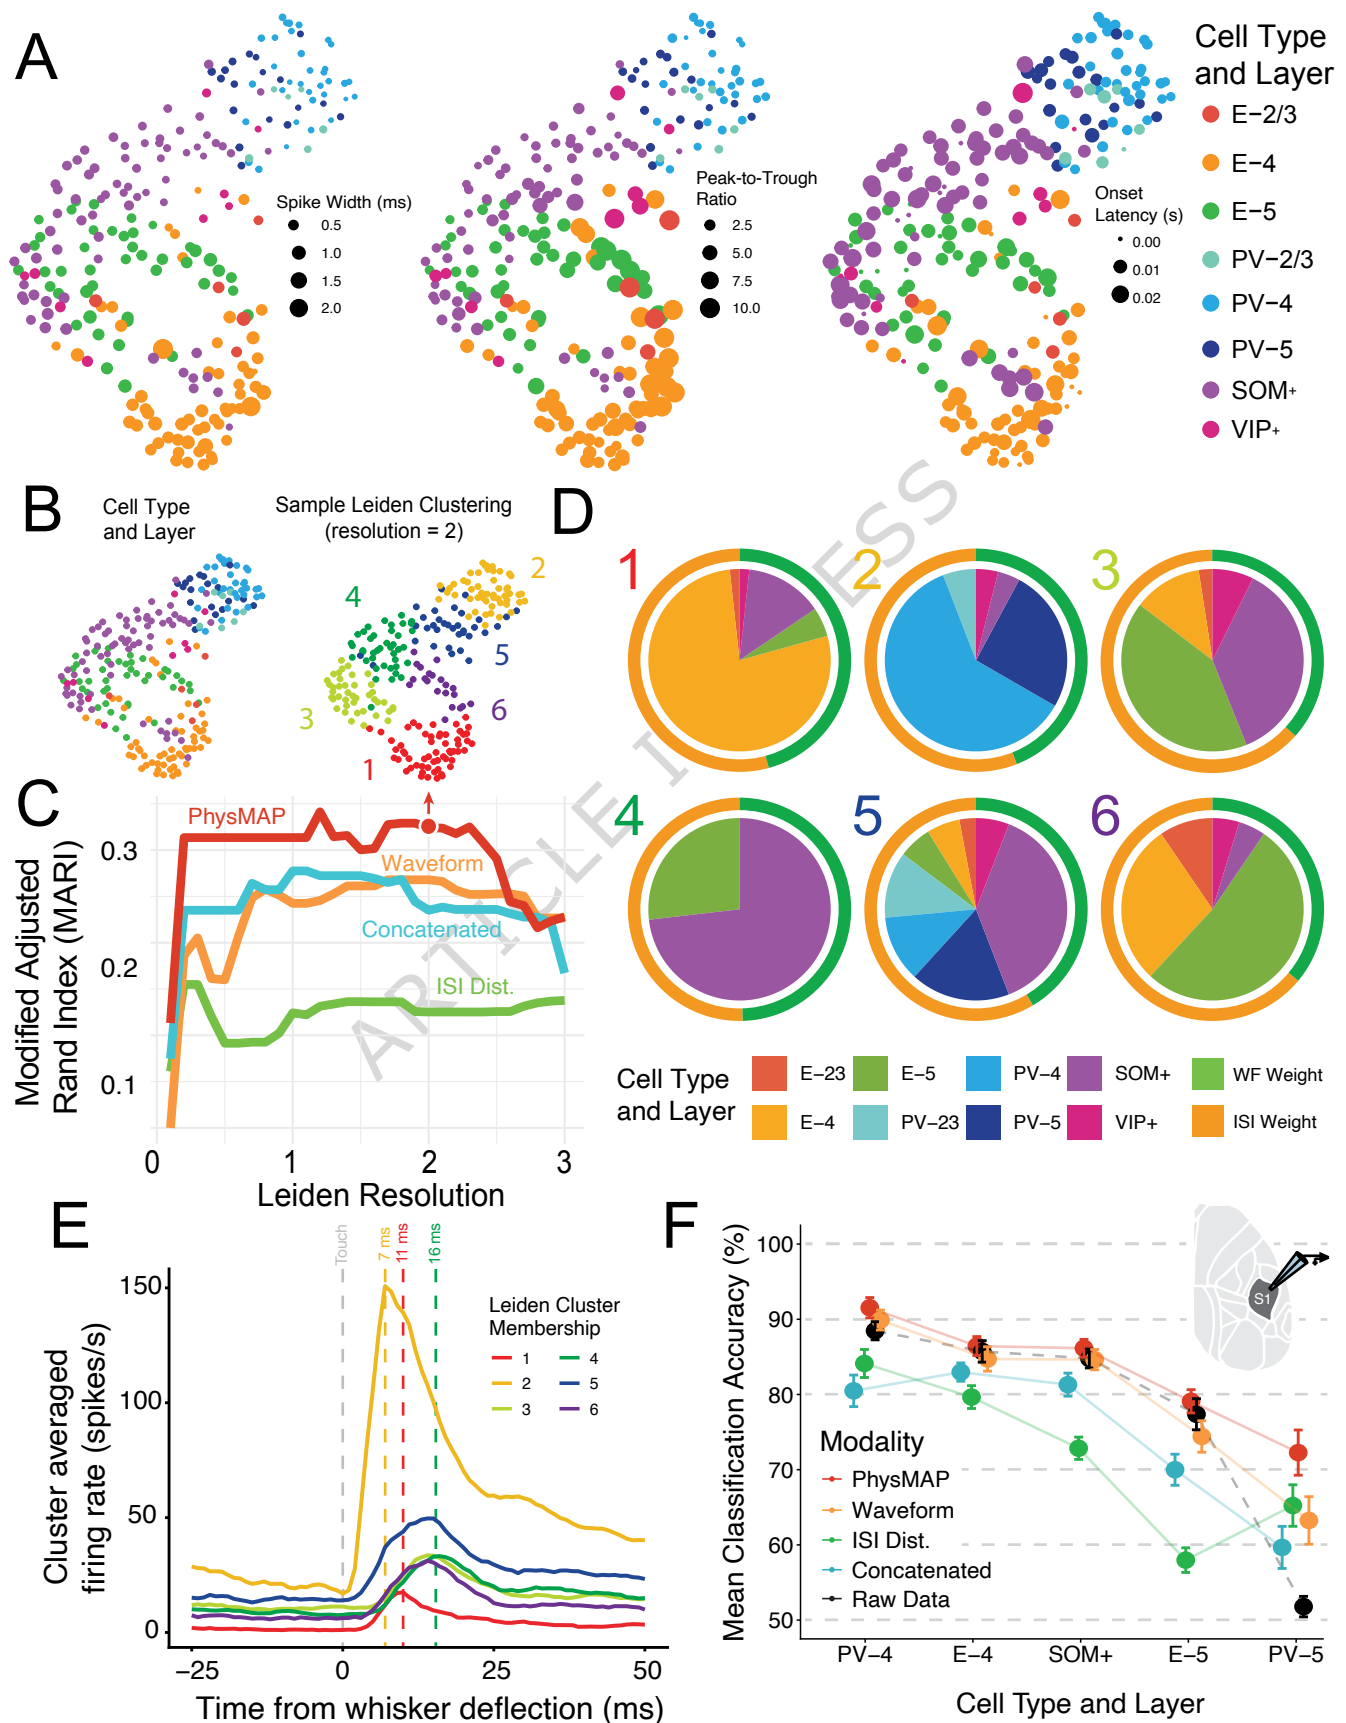 A
Cell Type
and Layer
E−2/3
E−4
E−5
PV−2/3
PV−4
PV−5
SOM+
VIP+
Spike Width (ms)
0.5
1.0
1.5
2.0
Peak-to-Trough
Ratio
2.5
5.0
7.5
10.0
Onset
Latency (s)
0.00
0.01
0.02
B
Cell Type
and Layer
Sample Leiden Clustering
(resolution = 2)
2
4
5
3
6
1
C
Modified Adjusted
Rand Index (MARI)
0.3
0.2
0.1
PhysMAP
Waveform
Concatenated
ISI Dist.
0 1 2 3
Leiden Resolution
D
1 2 3
4 5 6
Cell Type
and Layer
E−23 E−5 PV−4 SOM+ WF Weight
E−4 PV−23 PV−5 VIP+ ISI Weight
E
Touch
7 ms
11 ms
16 ms
Cluster averaged
firing rate (spikes/s)
150
100
50
0
Leiden Cluster
Membership
1 4
2 5
3 6
−25 0 25 50
Time from whisker deflection (ms)
F
Mean Classification Accuracy (%)
100
90
80
70
60
50
S1
Modality
PhysMAP
Waveform
ISI Dist.
Concatenated
Raw Data
PV−4 E−4 SOM+ E−5 PV−5
Cell Type and Layer